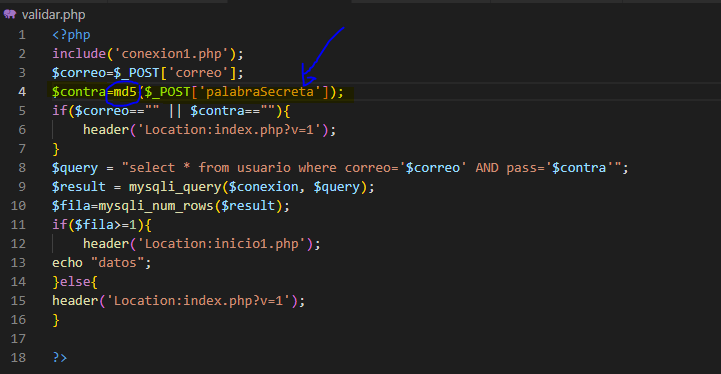 validar.php
1 <?php
2 include('conexion1.php');
3 $correo=$_POST['correo'];
4 $contra=md5($_POST['palabraSecreta']);
5 if($correo=="" || $contra==""){
6 header('Location:index.php?v=1');
7 }
8 $query = "select * from usuario where correo='$correo' AND pass='$contra'";
9 $result = mysqli_query($conexion, $query);
10 $fila=mysqli_num_rows($result);
11 if($fila>=1){
12 header('Location:inicio1.php');
13 echo "datos";
14 }else{
15 header('Location:index.php?v=1');
16 }
17
18 ?>